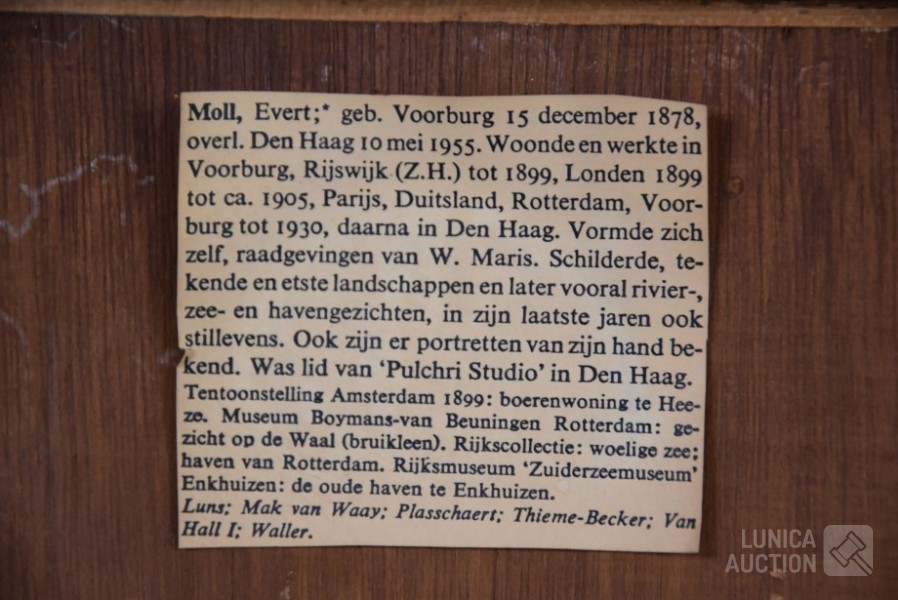 Moll, Evert;* geb. Voorburg 15 december 1878,
overl. Den Haag 10 mei 1955. Woonde en werkte in
Voorburg, Rijswijk (Z.H.) tot 1899, Londen 1899
tot ca. 1905, Parijs, Duitsland, Rotterdam, Voor-
burg tot 1930, daarna in Den Haag. Vormde zich
zelf, raadgevingen van W. Maris. Schilderde, te-
kende en etste landschappen en later vooral rivier-,
zee- en havengezichten, in zijn laatste jaren ook
stillevens. Ook zijn er portretten van zijn hand be-
kend. Was lid van ‘Pulchri Studio’ in Den Haag.
Tentoonstelling Amsterdam 1899: boerenwoning te Hee-
ze. Museum Boymans-van Beuningen Rotterdam: ge-
zicht op de Waal (bruikleen). Rijkscollectie: woelige zee;
haven van Rotterdam. Rijksmuseum ‘Zuiderzeemuseum’
Enkhuizen: de oude haven te Enkhuizen.
Luns; Mak van Waay; Plasschaert; Thieme-Becker; Van
Hall I; Waller.
LUNICA
AUCTION